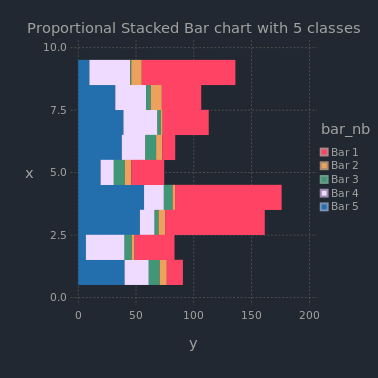 Proportional Stacked Bar chart with 5 classes
10.0
7.5
x
5.0
2.5
0.0
0 50 100 150 200
y
bar_nb
Bar 1
Bar 2
Bar 3
Bar 4
Bar 5